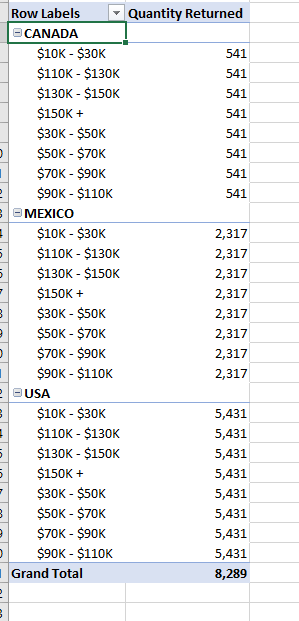 Row Labels Quantity Returned
CANADA
$10K - $30K 541
$110K - $130K 541
$130K - $150K 541
$150K + 541
$30K - $50K 541
$50K - $70K 541
$70K - $90K 541
$90K - $110K 541
MEXICO
$10K - $30K 2,317
$110K - $130K 2,317
$130K - $150K 2,317
$150K + 2,317
$30K - $50K 2,317
$50K - $70K 2,317
$70K - $90K 2,317
$90K - $110K 2,317
USA
$10K - $30K 5,431
$110K - $130K 5,431
$130K - $150K 5,431
$150K + 5,431
$30K - $50K 5,431
$50K - $70K 5,431
$70K - $90K 5,431
$90K - $110K 5,431
Grand Total 8,289